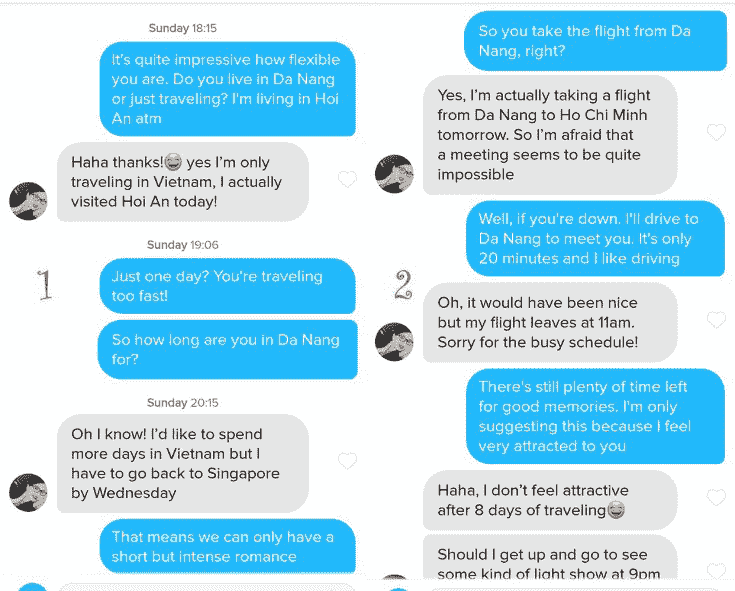 Sunday 18:15
It's quite impressive how flexible
you are. Do you live in Da Nang
or just traveling? I'm living in Hoi
An atm
Haha thanks!😂 yes I'm only
traveling in Vietnam, I actually
visited Hoi An today!
Sunday 19:06
1
Just one day? You're traveling
too fast!
So how long are you in Da Nang
for?
Sunday 20:15
Oh I know! I'd like to spend
more days in Vietnam but I
have to go back to Singapore
by Wednesday
That means we can only have a
short but intense romance
So you take the flight from Da
Nang, right?
Yes, I'm actually taking a flight
from Da Nang to Ho Chi Minh
tomorrow. So I'm afraid that
a meeting seems to be quite
impossible
Well, if you're down. I'll drive to
Da Nang to meet you. It's only
20 minutes and I like driving
2
Oh, it would have been nice
but my flight leaves at 11am.
Sorry for the busy schedule!
There's still plenty of time left
for good memories. I'm only
suggesting this because I feel
very attracted to you
Haha, I don't feel attractive
after 8 days of traveling😂
Should I get up and go to see
some kind of light show at 9pm